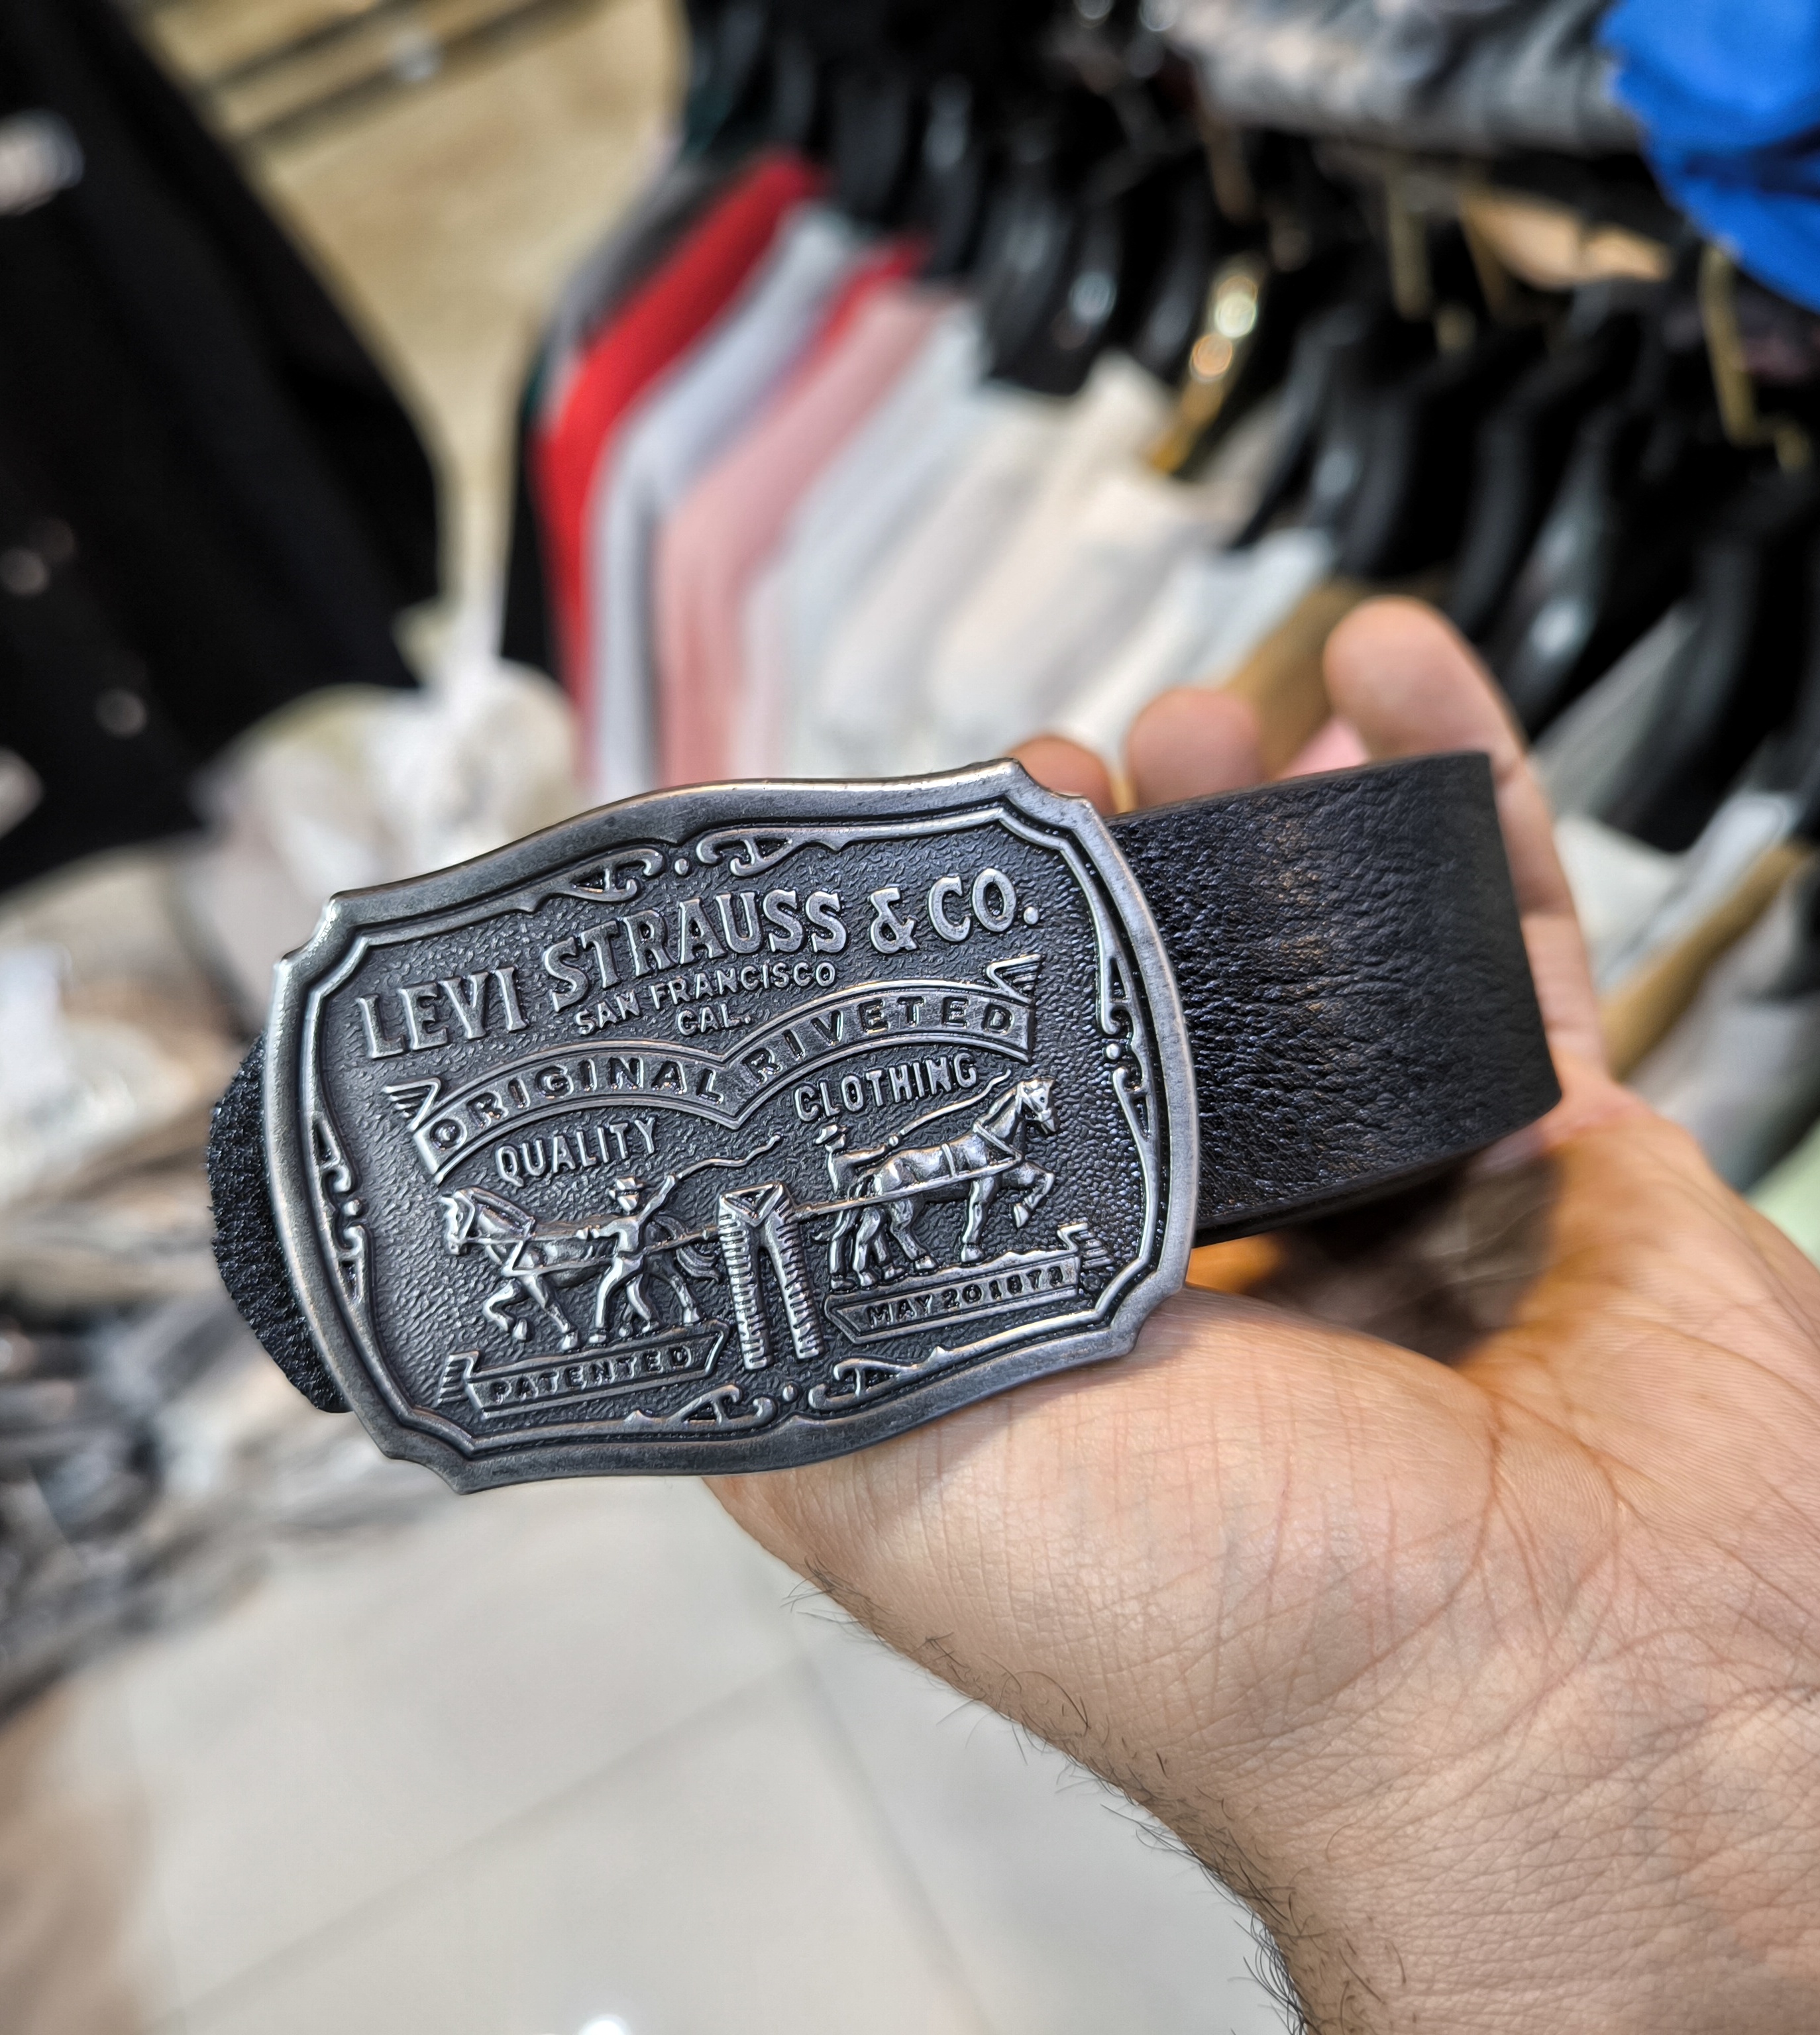 LEVI STRAUSS & CO.
SAN FRANCISCO
CAL.
ORIGINAL RIVETED
QUALITY CLOTHING
PATENTED MAY 20 1873